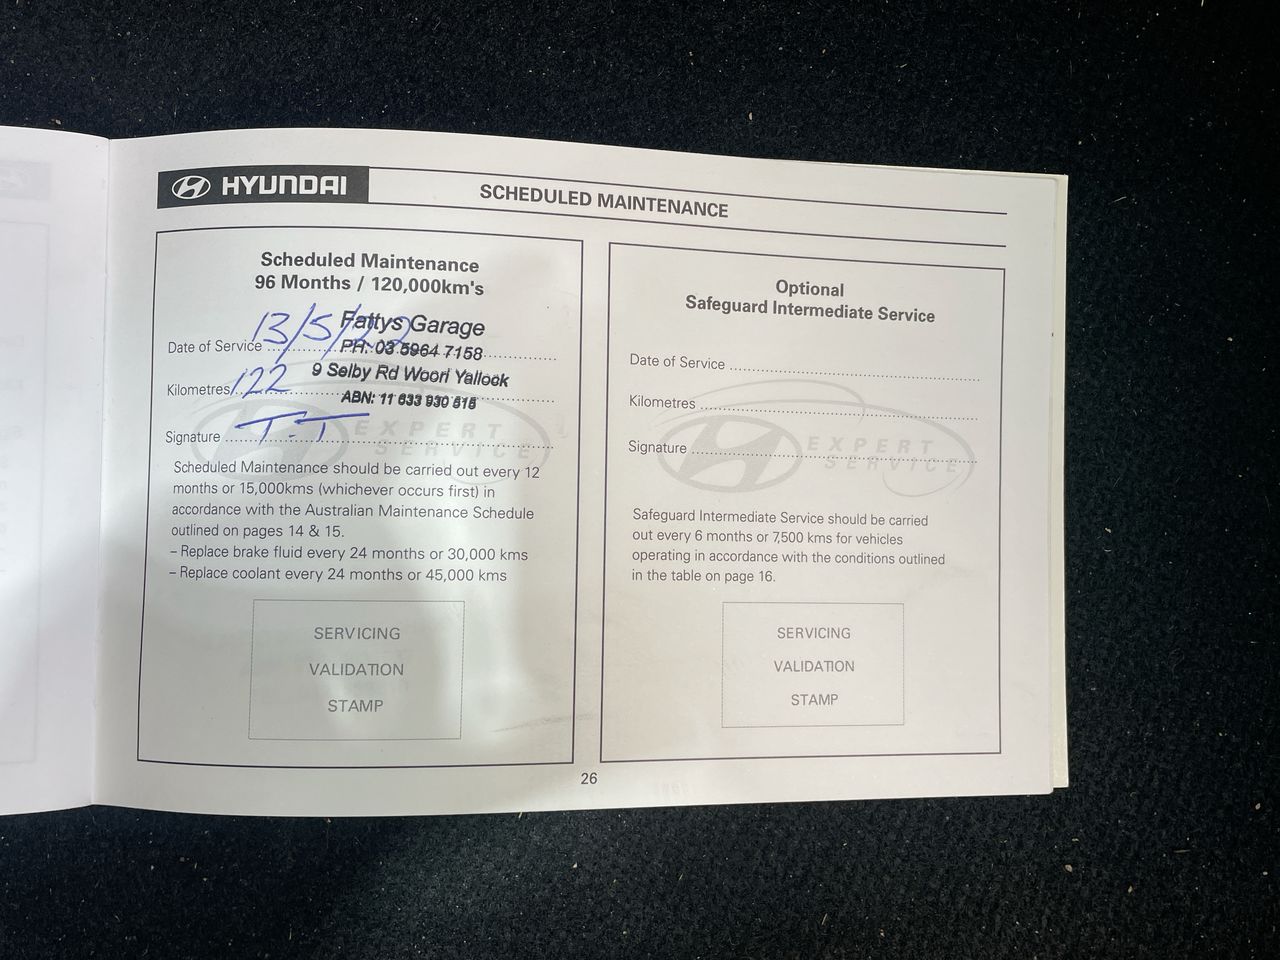 HYUNDAI
SCHEDULED MAINTENANCE
Scheduled Maintenance
96 Months / 120,000km's
Fattys Garage
Date of Service 13/5/22
PH: 03 5964 7158
9 Selby Rd Woori Yallock
Kilometres 122
ABN: 11 633 930 515
Signature T.T
EXPERT
SERVICE
Scheduled Maintenance should be carried out every 12
months or 15,000kms (whichever occurs first) in
accordance with the Australian Maintenance Schedule
outlined on pages 14 & 15.
– Replace brake fluid every 24 months or 30,000 kms
– Replace coolant every 24 months or 45,000 kms
SERVICING
VALIDATION
STAMP
Optional
Safeguard Intermediate Service
Date of Service
Kilometres
Signature
EXPERT
SERVICE
Safeguard Intermediate Service should be carried
out every 6 months or 7,500 kms for vehicles
operating in accordance with the conditions outlined
in the table on page 16.
SERVICING
VALIDATION
STAMP
26